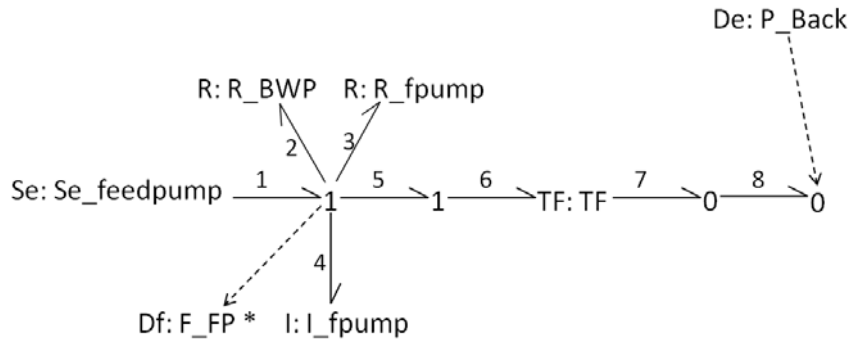 De: P_Back
R: R_BWP R: R_fpump
2 3
Se: Se_feedpump 1 1 5 1 6 TF: TF 7 0 8 0
4
Df: F_FP * I: I_fpump